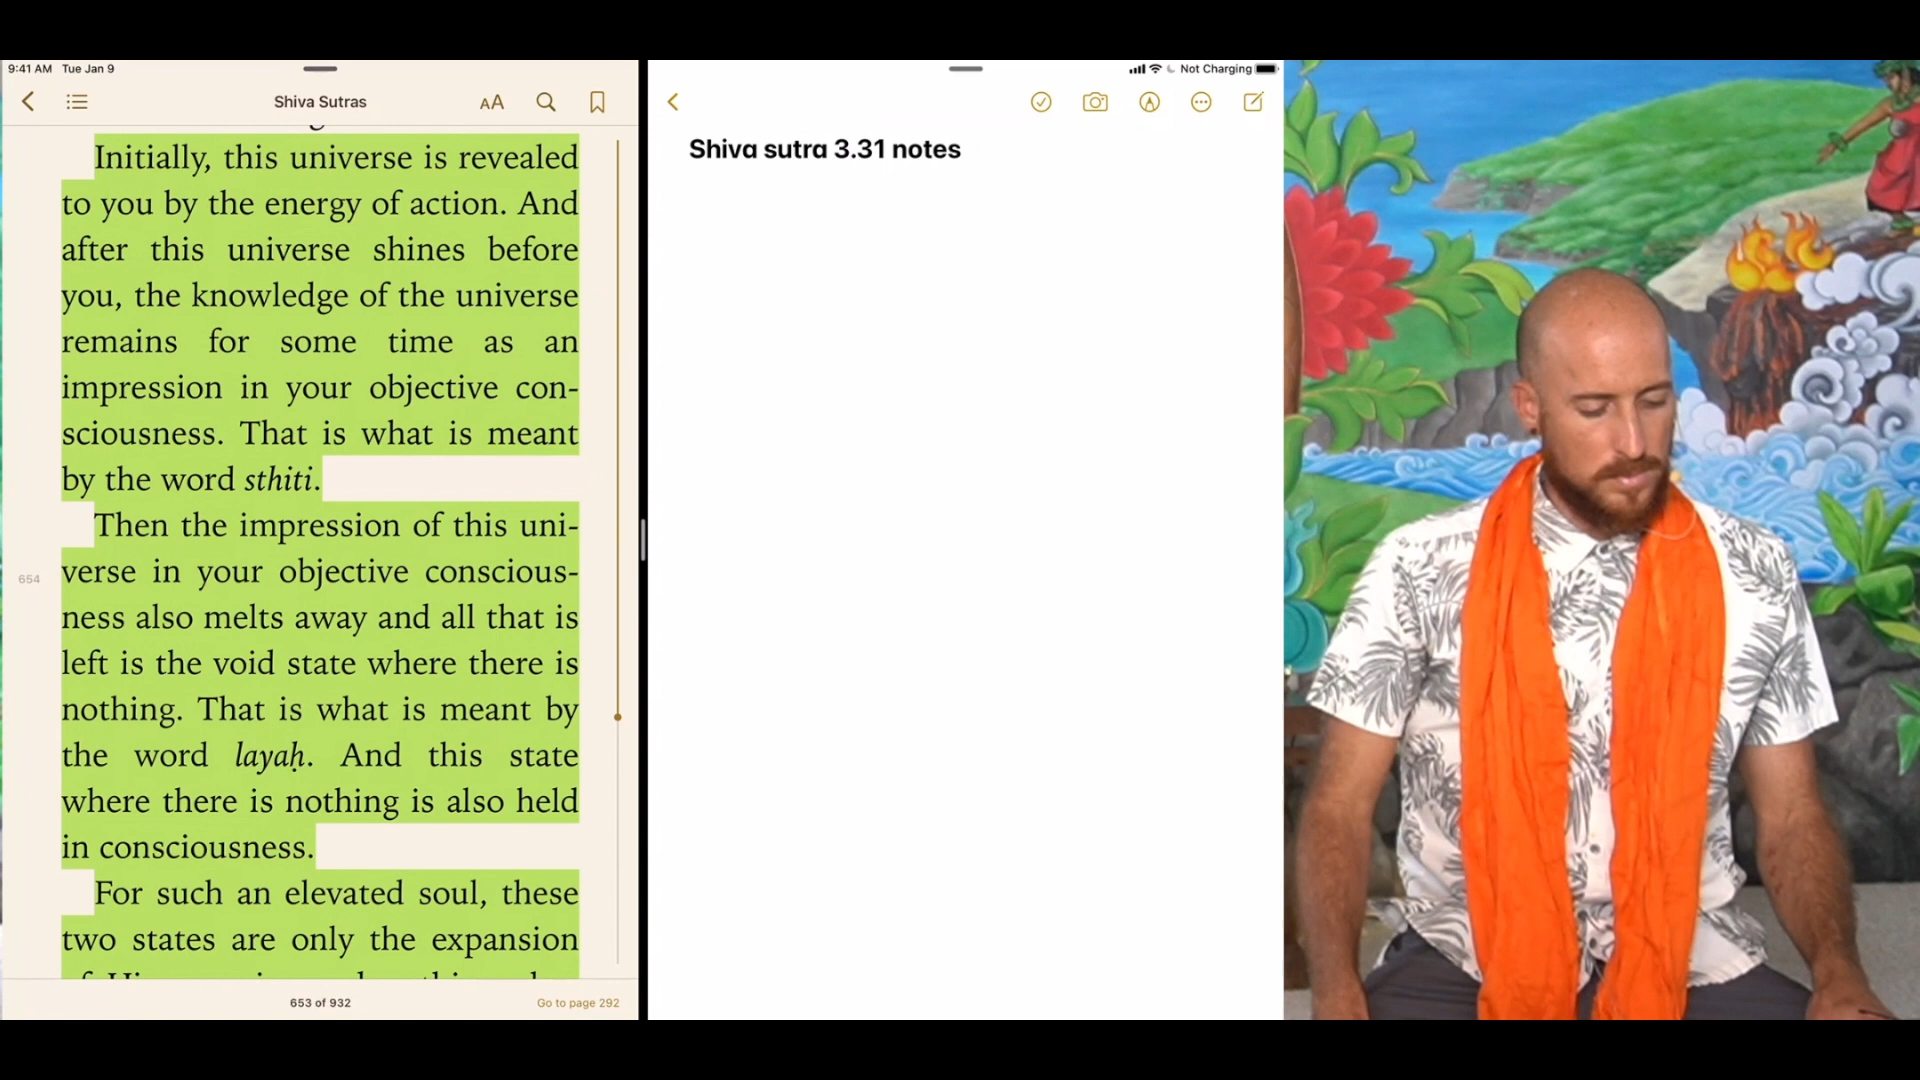 9:41 AM Tue Jan 9
Shiva Sutras
AA
Initially, this universe is revealed
to you by the energy of action. And
after this universe shines before
you, the knowledge of the universe
remains for some time as an
impression in your objective con-
sciousness. That is what is meant
by the word sthiti.
Then the impression of this uni-
verse in your objective conscious-
ness also melts away and all that is
left is the void state where there is
nothing. That is what is meant by
the word layaḥ. And this state
where there is nothing is also held
in consciousness.
For such an elevated soul, these
two states are only the expansion
654
653 of 932
Go to page 292
Not Charging
Shiva sutra 3.31 notes